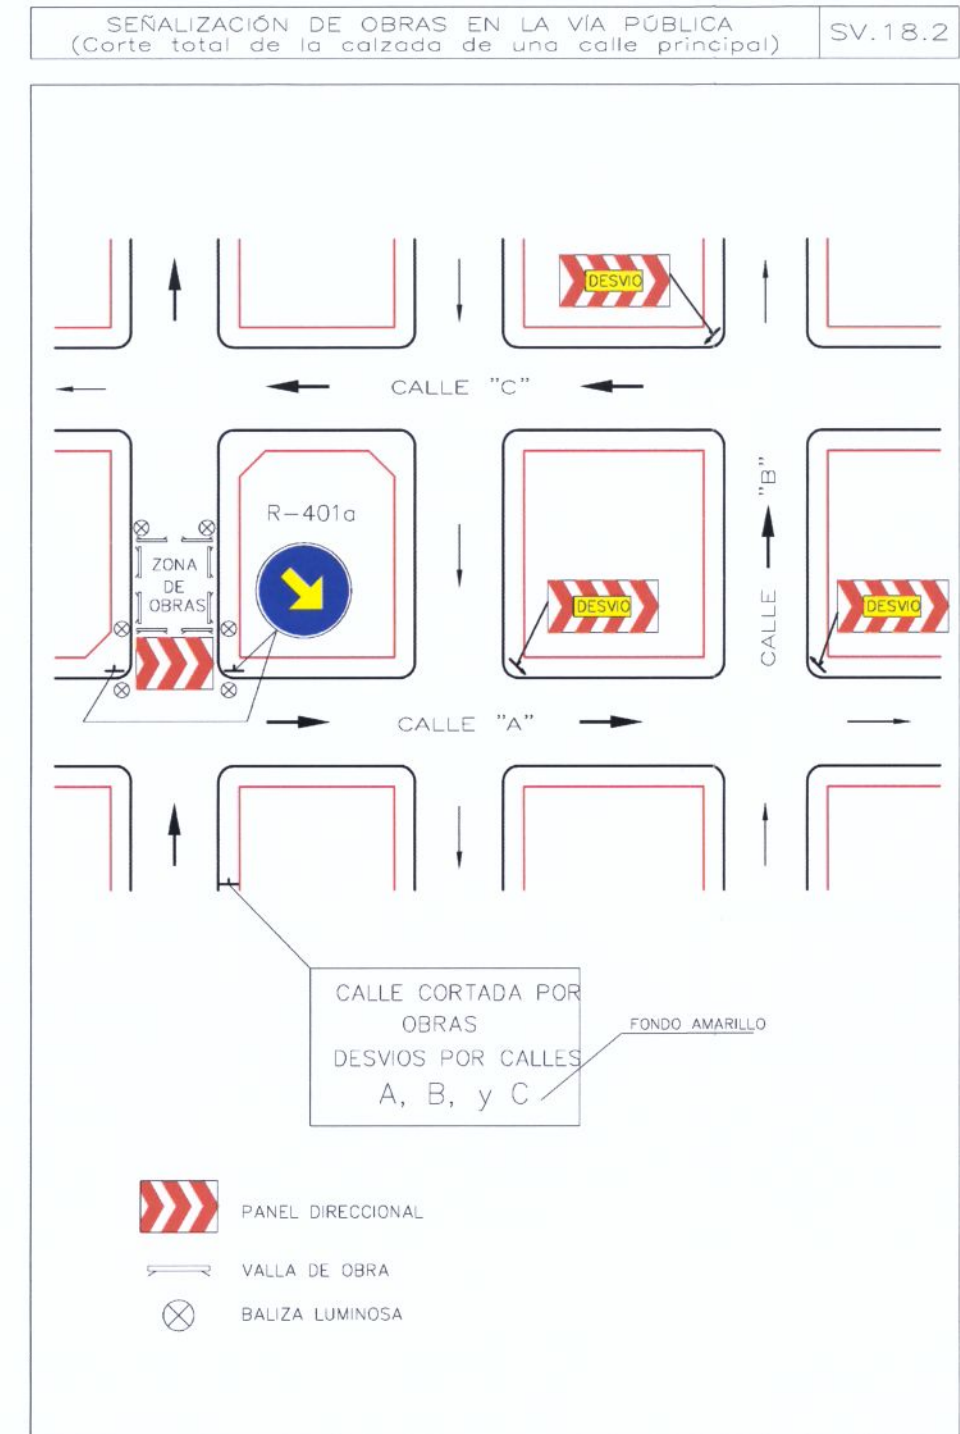 SEÑALIZACIÓN DE OBRAS EN LA VÍA PÚBLICA
(Corte total de la calzada de una calle principal)
SV.18.2
DESVIO
CALLE "C"
R-401a
CALLE "B"
ZONA
DE
OBRAS
DESVIO
DESVIO
CALLE "A"
CALLE CORTADA POR
OBRAS
DESVIOS POR CALLES
A, B, y C
FONDO AMARILLO
PANEL DIRECCIONAL
VALLA DE OBRA
BALIZA LUMINOSA